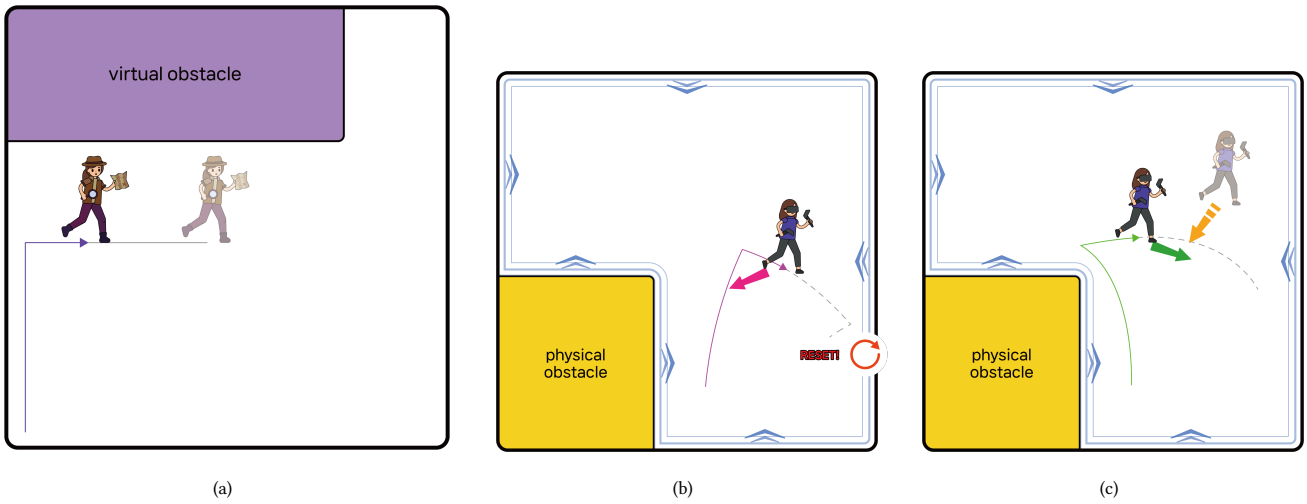 virtual obstacle
physical
obstacle
RESET!
physical
obstacle
(a)
(b)
(c)